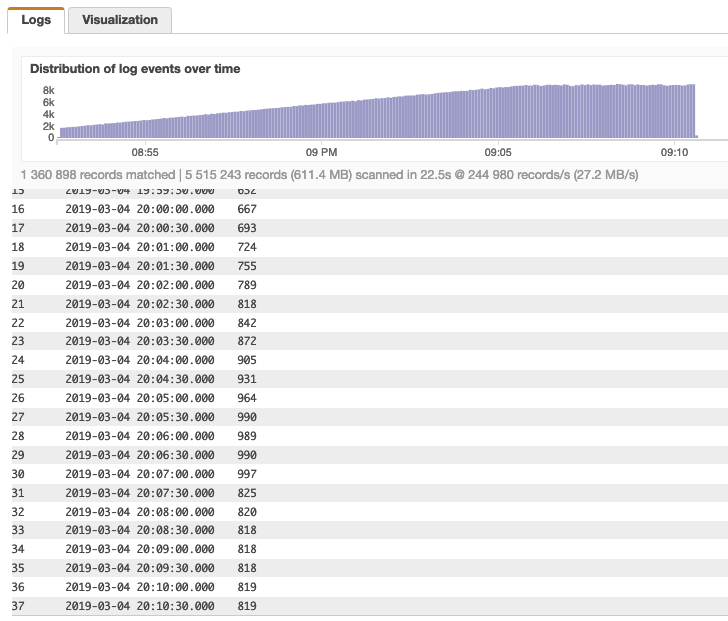 Logs Visualization
Distribution of log events over time
8k
6k
4k
2k
0
08:55 09 PM 09:05 09:10
1 360 898 records matched | 5 515 243 records (611.4 MB) scanned in 22.5s @ 244 980 records/s (27.2 MB/s)
15 2019-03-04 19:59:30.000 632
16 2019-03-04 20:00:00.000 667
17 2019-03-04 20:00:30.000 693
18 2019-03-04 20:01:00.000 724
19 2019-03-04 20:01:30.000 755
20 2019-03-04 20:02:00.000 789
21 2019-03-04 20:02:30.000 818
22 2019-03-04 20:03:00.000 842
23 2019-03-04 20:03:30.000 872
24 2019-03-04 20:04:00.000 905
25 2019-03-04 20:04:30.000 931
26 2019-03-04 20:05:00.000 964
27 2019-03-04 20:05:30.000 990
28 2019-03-04 20:06:00.000 989
29 2019-03-04 20:06:30.000 990
30 2019-03-04 20:07:00.000 997
31 2019-03-04 20:07:30.000 825
32 2019-03-04 20:08:00.000 820
33 2019-03-04 20:08:30.000 818
34 2019-03-04 20:09:00.000 818
35 2019-03-04 20:09:30.000 818
36 2019-03-04 20:10:00.000 819
37 2019-03-04 20:10:30.000 819